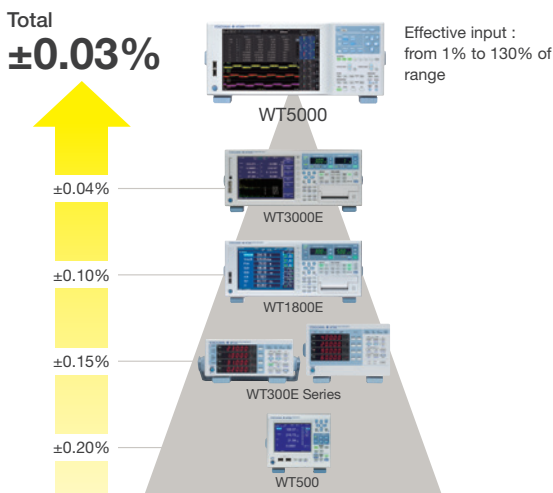 Total
±0.03%
Effective input :
from 1% to 130% of
range
WT5000
±0.04%
WT3000E
±0.10%
WT1800E
±0.15%
WT300E Series
±0.20%
WT500